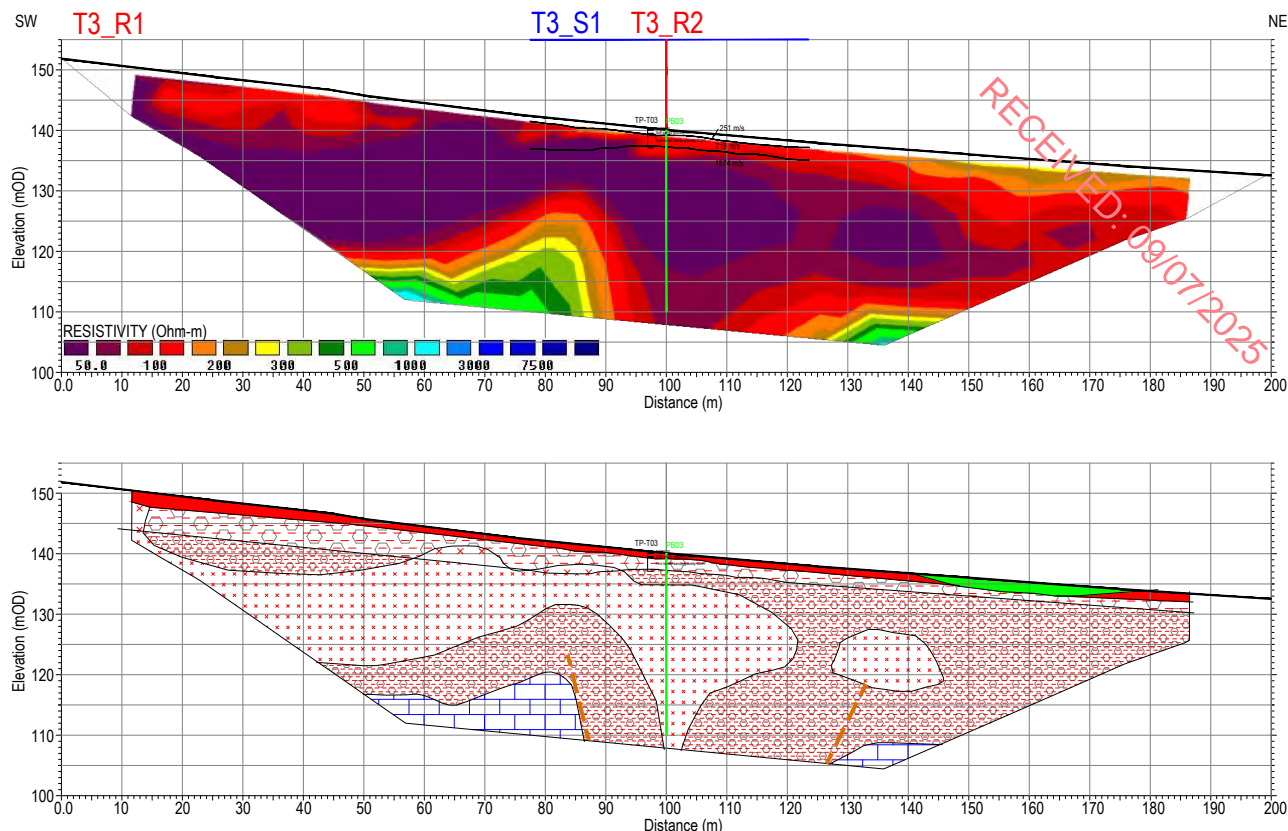 SW T3_R1 T3_S1 T3_R2 NE
150
140
130
120
110
100
Elevation (mOD)
TP-T03 PB03
251 m/s
RECEIVED: 09/07/2025
RESISTIVITY (Ohm-m)
50.0 100 200 300 500 1000 3000 7500
0.0 10 20 30 40 50 60 70 80 90 100 110 120 130 140 150 160 170 180 190 200
Distance (m)
150
140
130
120
110
100
Elevation (mOD)
TP-T03 PB03
0.0 10 20 30 40 50 60 70 80 90 100 110 120 130 140 150 160 170 180 190 200
Distance (m)